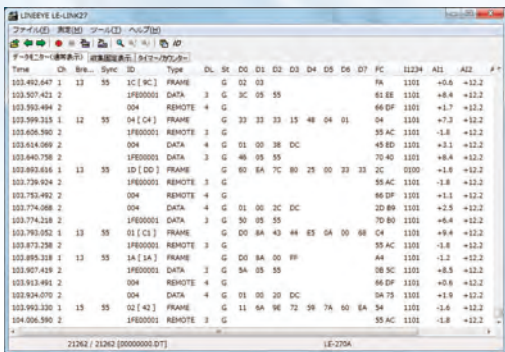 LINEEYE LE-LINK27
ファイル(F) 測定(M) ツール(T) ヘルプ(H)
データモニター(通常表示) 収集固定表示 タイマー/カウンター
Time Ch Bre... Sync ID Type DL St D0 D1 D2 D3 D4 D5 D6 D7 FC I1234 AI1 AI2
103.492.647 1 13 55 1C [ 9C ] FRAME G 02 03 FA 1101 +0.6 +12.2
103.507.421 2 1FE00001 DATA 3 G 3C 05 55 61 EE 1101 +8.4 +12.2
103.593.494 2 004 REMOTE 4 G 66 DF 1101 +1.7 +12.2
103.599.315 1 12 55 04 [ C4 ] FRAME G 33 33 33 15 48 04 01 04 1101 +7.3 +12.2
103.606.590 2 1FE00001 REMOTE 3 G 55 AC 1101 -1.8 +12.2
103.614.069 2 004 DATA 4 G 01 00 38 DC 45 ED 1101 +3.1 +12.2
103.640.758 2 1FE00001 DATA 3 G 46 05 55 70 40 1101 +8.4 +12.2
103.693.616 1 13 55 1D [ DD ] FRAME G 60 EA 7C 80 25 00 33 33 2C 0100 -1.8 +12.2
103.739.924 2 1FE00001 REMOTE 3 G 55 AC 1101 -1.8 +12.2
103.753.492 2 004 REMOTE 4 G 66 DF 1101 +1.1 +12.2
103.774.068 2 004 DATA 4 G 01 00 2C DC 2D B9 1101 +2.5 +12.2
103.774.218 2 1FE00001 DATA 3 G 50 05 55 7D B0 1101 +6.4 +12.2
103.793.052 1 13 55 01 [ C1 ] FRAME G D0 8A 43 44 E5 0A 00 68 C4 1101 +9.4 +12.2
103.873.258 2 1FE00001 REMOTE 3 G 55 AC 1101 -1.8 +12.2
103.895.318 1 13 55 1A [ 1A ] FRAME G D0 8A 00 FF A4 1101 -1.2 +12.2
103.907.419 2 1FE00001 DATA 3 G 5A 05 55 0B 5C 1101 +8.5 +12.2
103.913.491 2 004 REMOTE 4 G 66 DF 1101 +0.6 +12.2
103.934.070 2 004 DATA 4 G 01 00 20 DC 0A 75 1101 +1.9 +12.2
103.993.330 1 15 55 02 [ 42 ] FRAME G 11 6A 9E 72 59 7A 60 EA 54 1101 -1.6 +12.2
104.006.590 2 1FE00001 REMOTE 3 G 55 AC 1101 -1.8 +12.2
21262 / 21262 [00000000.DT] LE-270A